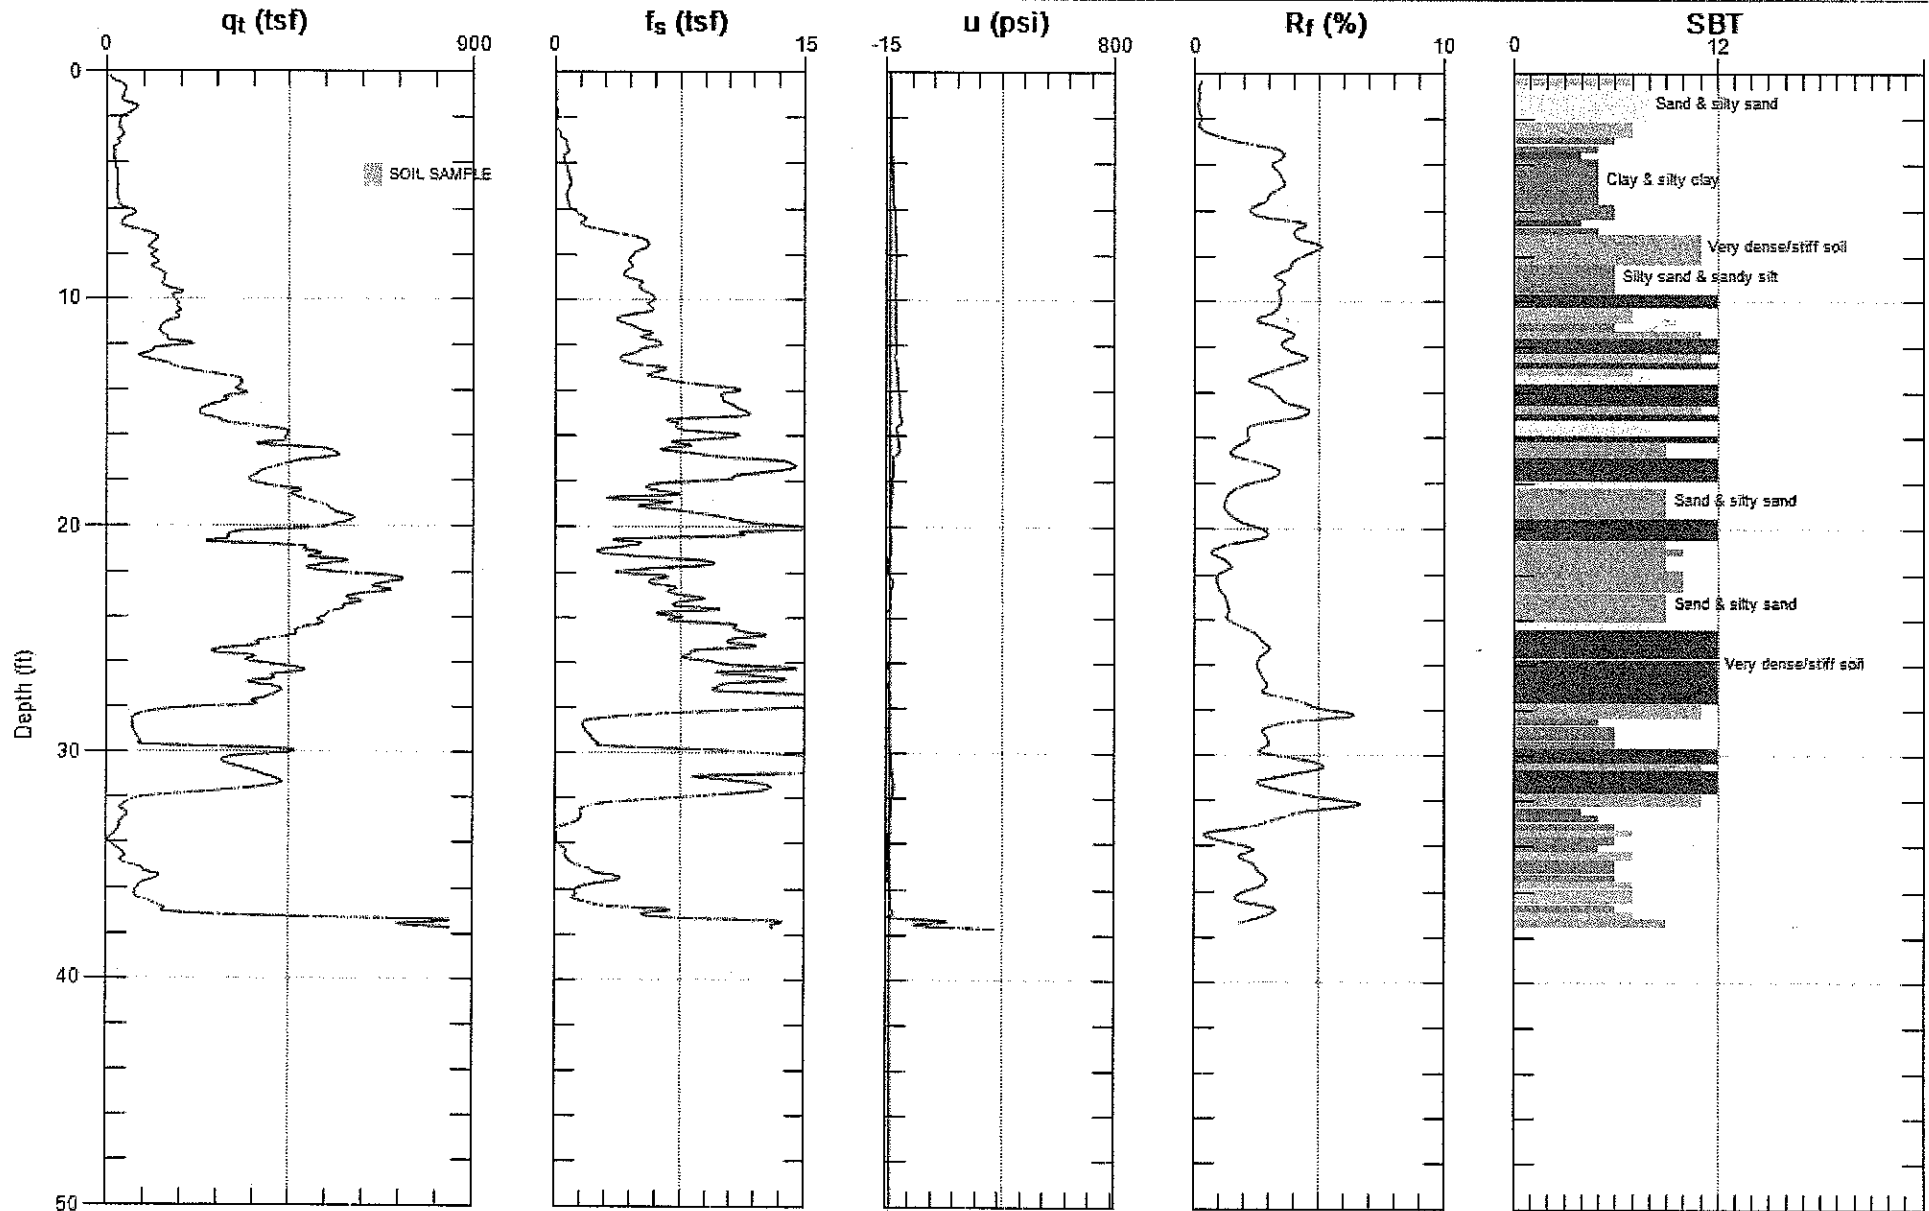 qt (tsf)
fs (tsf)
u (psi)
Rf (%)
SBT
0
900
0
15
-15
800
0
10
0
12
0
Sand & silty sand
SOIL SAMPLE
Clay & silty clay
Very dense/stiff soil
Silty sand & sandy silt
10
Sand & silty sand
20
Sand & silty sand
Depth (ft)
Very dense/stiff soil
30
40
50